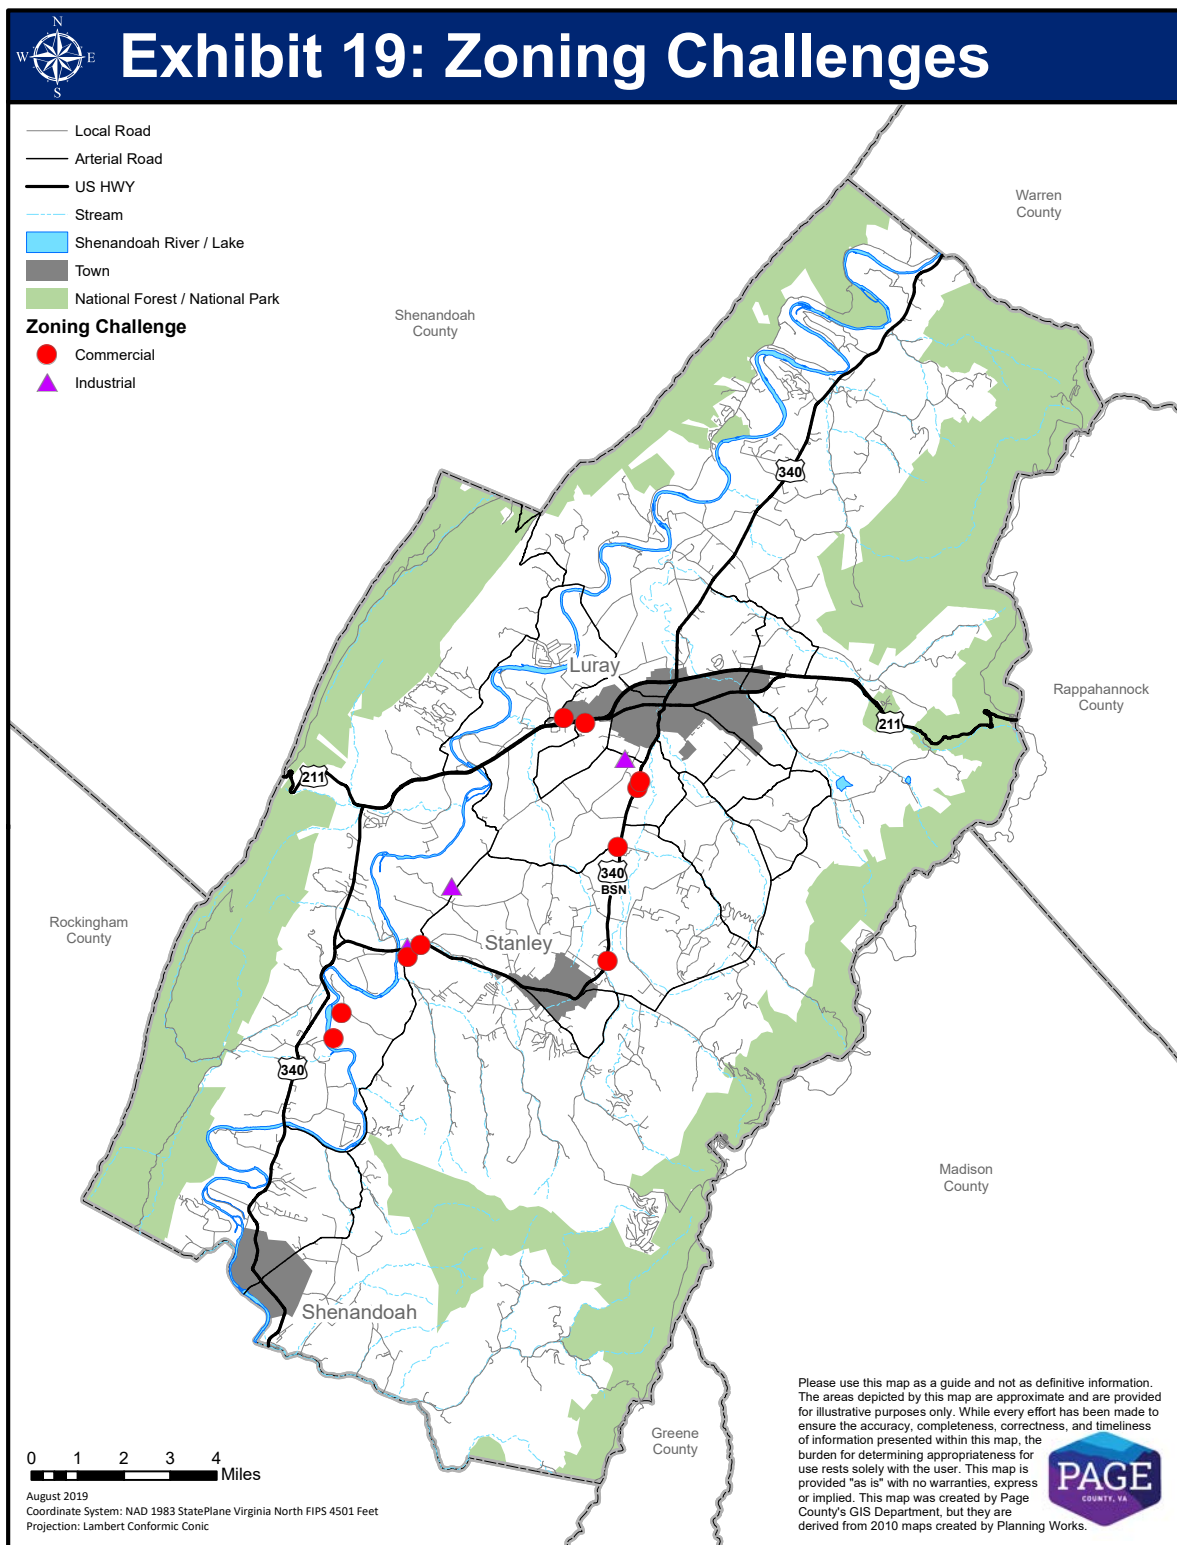 N
W
E
S
Exhibit 19: Zoning Challenges
Local Road
Arterial Road
US HWY
Stream
Shenandoah River / Lake
Town
National Forest / National Park
Zoning Challenge
Commercial
Industrial
Warren
County
Shenandoah
County
340
Luray
Rappahannock
County
211
211
340
BSN
Rockingham
County
Stanley
340
Madison
County
Shenandoah
Greene
County
Please use this map as a guide and not as definitive information.
The areas depicted by this map are approximate and are provided
for illustrative purposes only. While every effort has been made to
ensure the accuracy, completeness, correctness, and timeliness
of information presented within this map, the
burden for determining appropriateness for
use rests solely with the user. This map is
provided "as is" with no warranties, express
or implied. This map was created by Page
County's GIS Department, but they are
derived from 2010 maps created by Planning Works.
PAGE
COUNTY, VA
0 1 2 3 4
Miles
August 2019
Coordinate System: NAD 1983 StatePlane Virginia North FIPS 4501 Feet
Projection: Lambert Conformic Conic